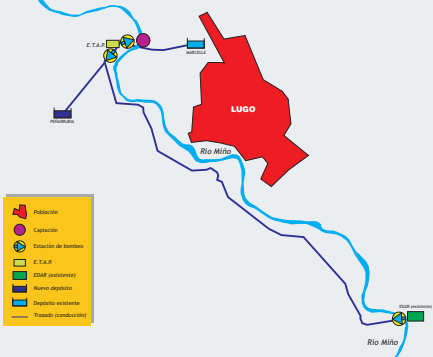 E.T.A.P.
MARCELLE
PEDARRUBIA
LUGO
Río Miño
Población
Captación
Estación de bombeo
E.T.A.P.
EDAR (existente)
Nuevo depósito
Depósito existente
Trazado (conducción)
EDAR (existente)
Río Miño